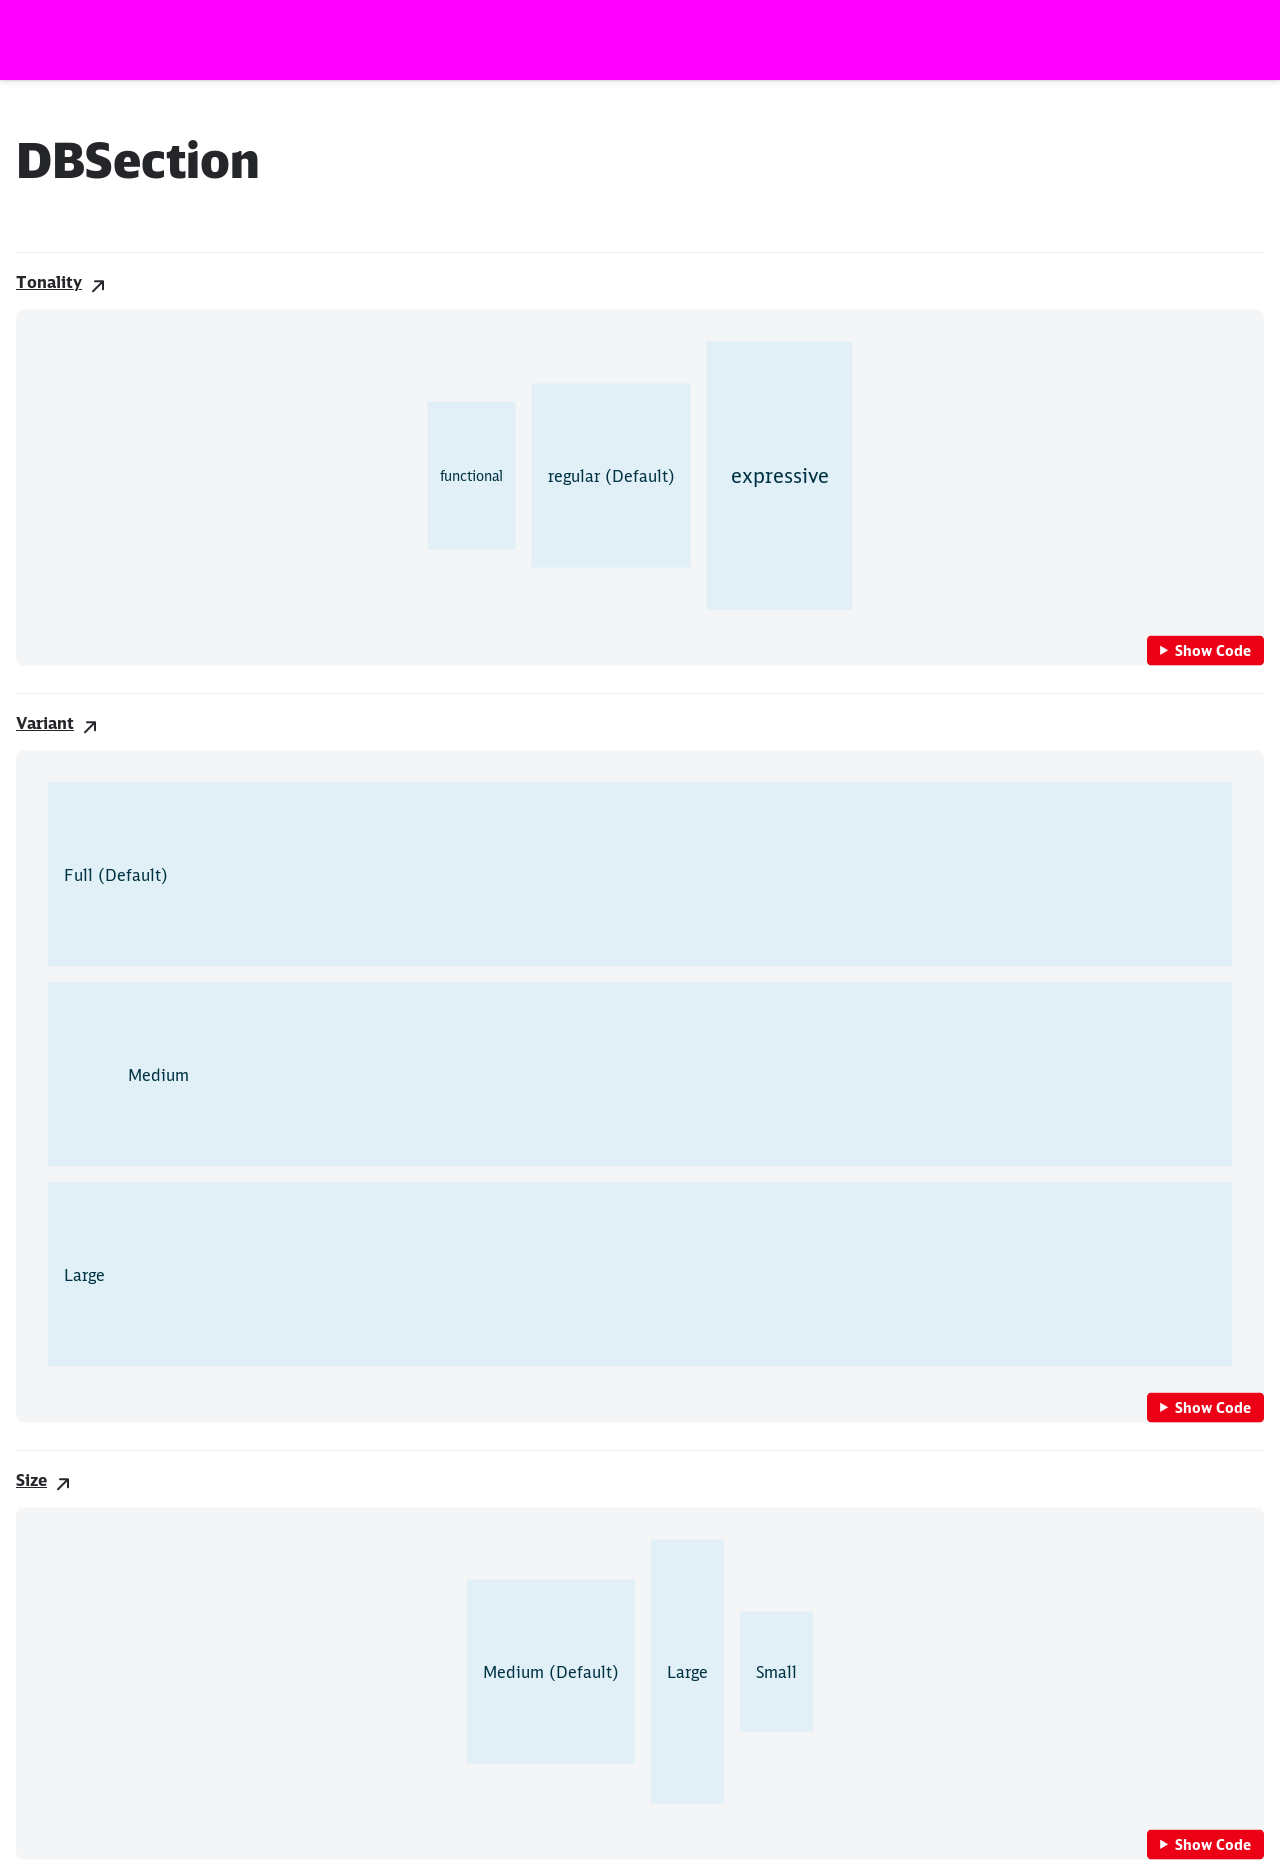 DBSection
Tonality
functional
regular (Default)
expressive
Show Code
Variant
Full (Default)
Medium
Large
Show Code
Size
Medium (Default)
Large
Small
Show Code